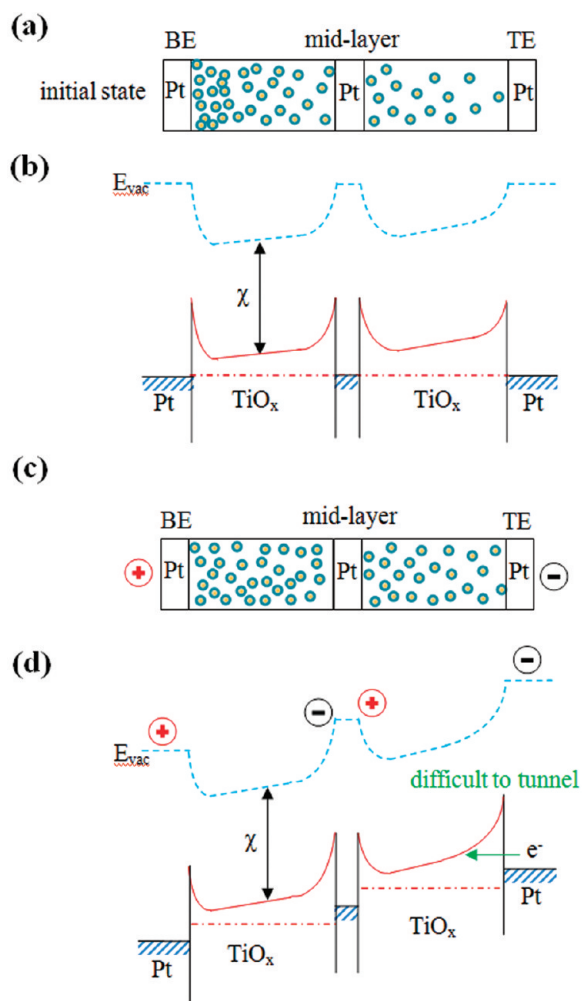 (a)
BE mid-layer TE
initial state Pt Pt Pt
(b)
Evac
χ
Pt TiOx TiOx Pt
(c)
BE mid-layer TE
+ Pt Pt Pt −
(d)
−
+ − +
Evac
difficult to tunnel
χ
e-
Pt
TiOx
Pt TiOx